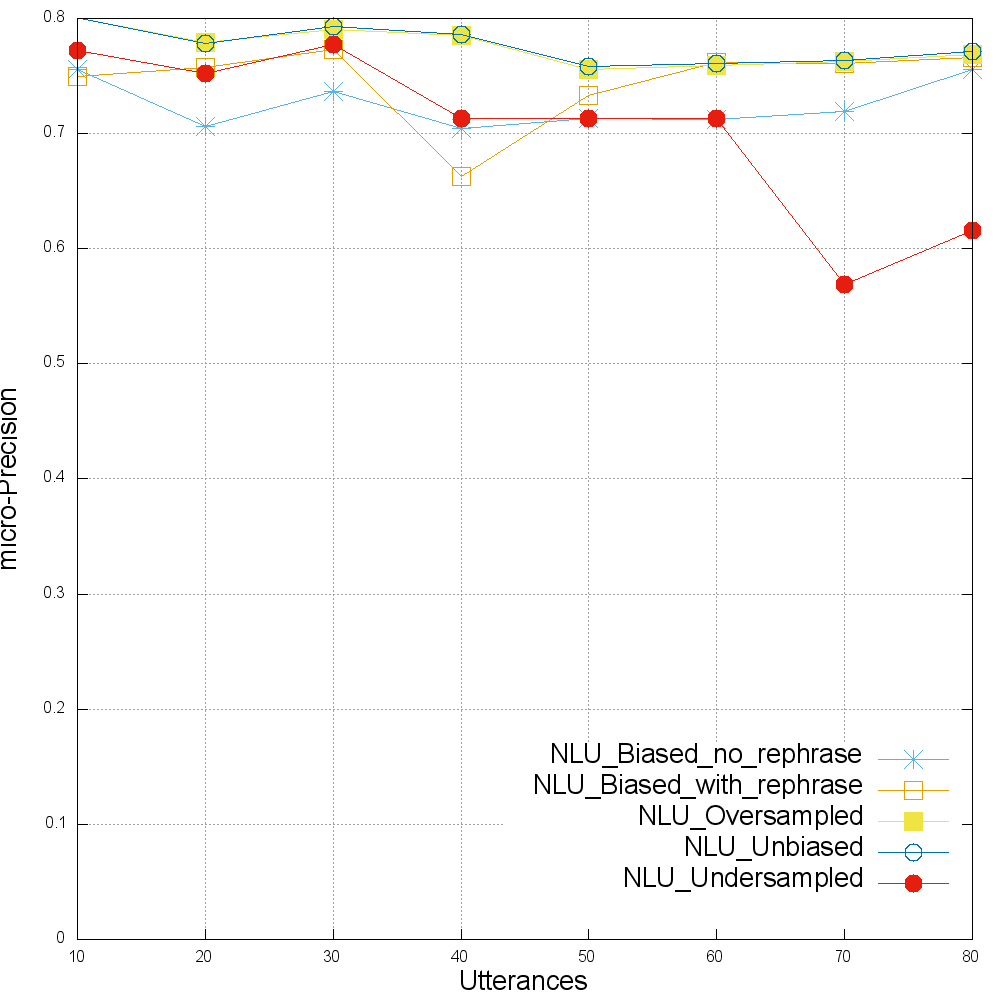 0.8
0.7
0.6
0.5
0.4
0.3
0.2
0.1
0
micro-Precision
NLU_Biased_no_rephrase
NLU_Biased_with_rephrase
NLU_Oversampled
NLU_Unbiased
NLU_Undersampled
10 20 30 40 50 60 70 80
Utterances